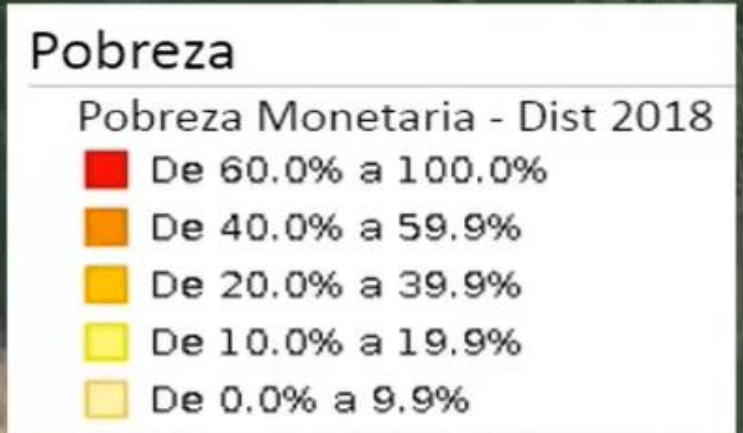 Pobreza
Pobreza Monetaria - Dist 2018
De 60.0% a 100.0%
De 40.0% a 59.9%
De 20.0% a 39.9%
De 10.0% a 19.9%
De 0.0% a 9.9%